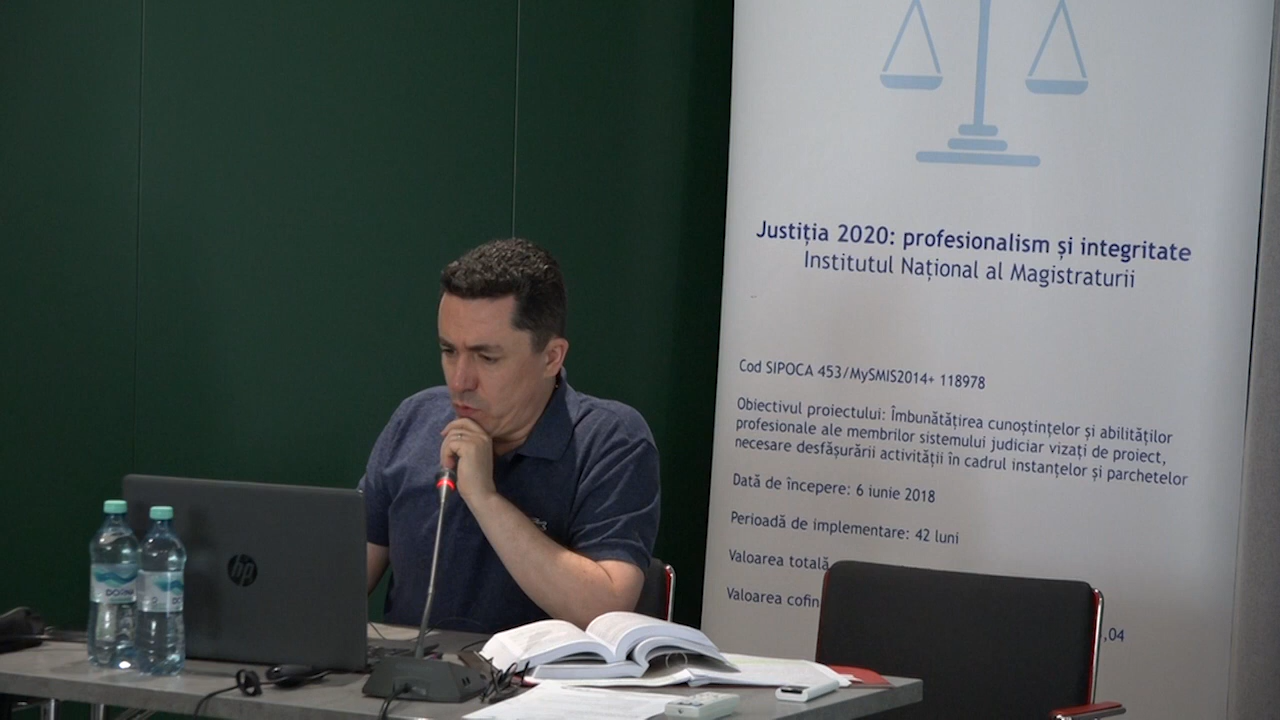 Justiția 2020: profesionalism și integritate
Institutul Național al Magistraturii
Cod SIPOCA 453/MySMIS2014+ 118978
Obiectivul proiectului: Îmbunătățirea cunoștințelor și abilităților
profesionale ale membrilor sistemului judiciar vizați de proiect,
necesare desfășurării activității în cadrul instanțelor și parchetelor
Dată de începere: 6 iunie 2018
Perioadă de implementare: 42 luni
Valoarea totală
Valoarea cofin
,04
hp
DORNA